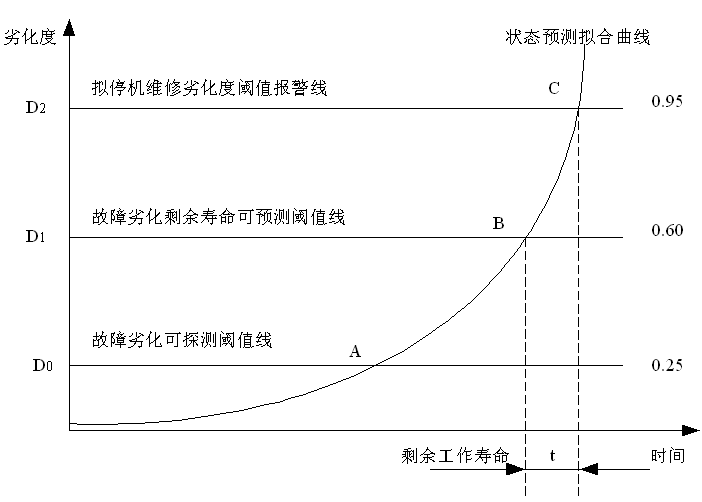 劣化度
状态预测拟合曲线
拟停机维修劣化度阈值报警线
C
D2
0.95
故障劣化剩余寿命可预测阈值线
B
D1
0.60
故障劣化可探测阈值线
A
D0
0.25
剩余工作寿命
t
时间